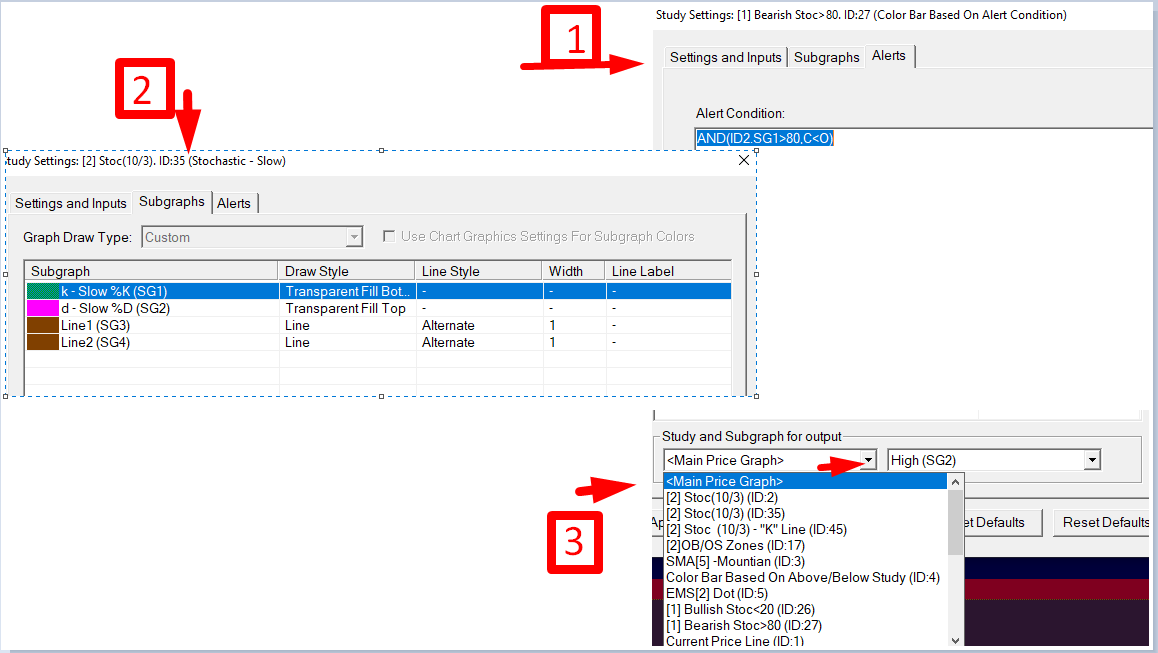 Study Settings: [1] Bearish Stoc>80. ID:27 (Color Bar Based On Alert Condition)
1
Settings and Inputs Subgraphs Alerts
2
Alert Condition:
AND(ID2.SG1>80,C<O)
tudy Settings: [2] Stoc(10/3). ID:35 (Stochastic - Slow)
Settings and Inputs Subgraphs Alerts
Graph Draw Type: Custom Use Chart Graphics Settings For Subgraph Colors
Subgraph Draw Style Line Style Width Line Label
k - Slow %K (SG1) Transparent Fill Bot... - - -
d - Slow %D (SG2) Transparent Fill Top - - -
Line1 (SG3) Line Alternate 1 -
Line2 (SG4) Line Alternate 1 -
Study and Subgraph for output
<Main Price Graph> High (SG2)
<Main Price Graph>
[2] Stoc(10/3) (ID:2)
[2] Stoc(10/3) (ID:35)
[2] Stoc (10/3) - "K" Line (ID:45)
[2]OB/OS Zones (ID:17)
SMA[5] -Mountian (ID:3)
Color Bar Based On Above/Below Study (ID:4)
EMS[2] Dot (ID:5)
[1] Bullish Stoc<20 (ID:26)
[1] Bearish Stoc>80 (ID:27)
Current Price Line (ID:1)
Ap
et Defaults Reset Defaults
3